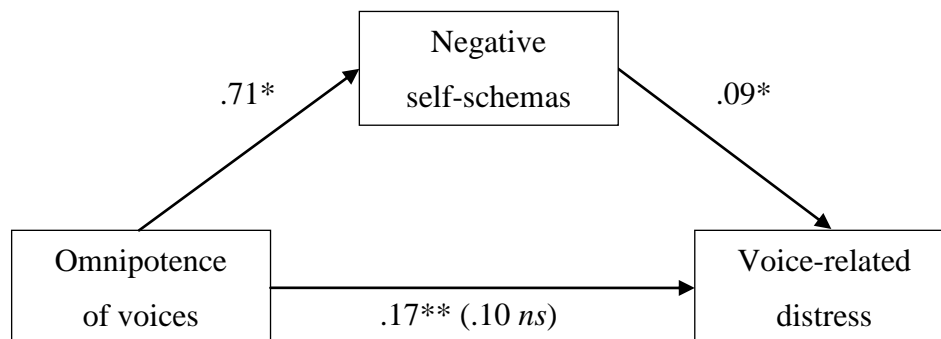 Negative
self-schemas
.71*
.09*
Omnipotence
of voices
.17** (.10 ns)
Voice-related
distress